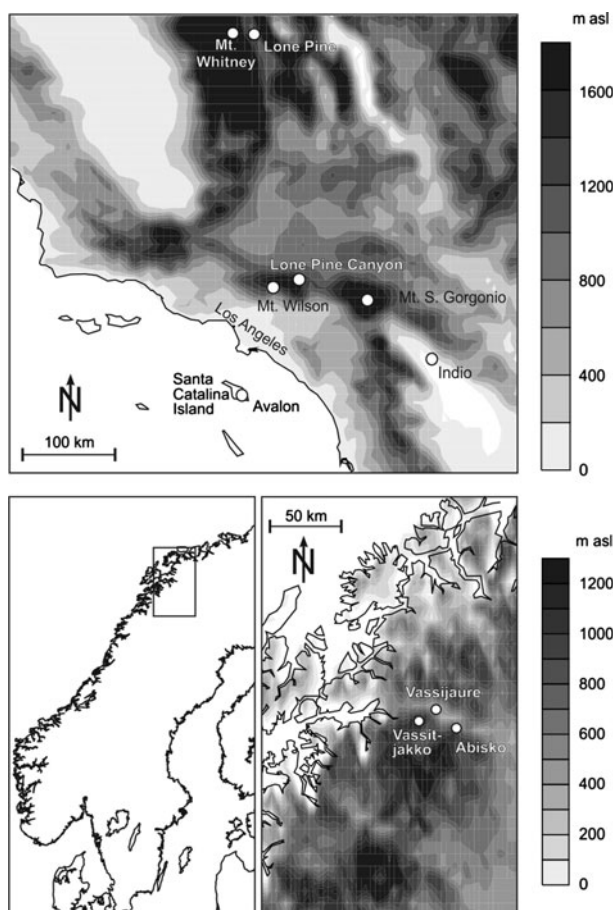 m asl
Mt.
Whitney
Lone Pine
1600
1200
Lone Pine Canyon
800
Mt. Wilson
Mt. S. Gorgonio
Los Angeles
Indio
400
Santa
Catalina
Island
Avalon
N
100 km
0
50 km
m asl
N
1200
1000
800
Vassijaure
Vassit-
jakko
Abisko
600
400
200
0